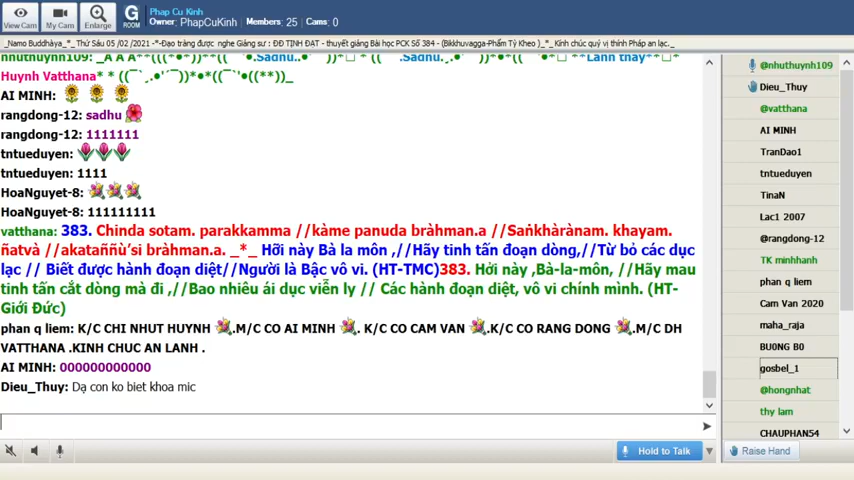 Phap Cu Kinh
Owner: PhapCuKinh Members: 25 Cams: 0
View Cam My Cam Enlarge G ROOM
_Namo Buddhàya_*_ Thứ Sáu 05 /02 /2021 -*-Đạo tràng được nghe Giảng sư : ĐĐ TỊNH ĐẠT - thuyết giảng Bài học PCK Số 384 - (Bikkhuvagga-Phẩm Tỳ Kheo )_*_ Kính chúc quý vị thính Pháp an lạc._
nhuthuynh109:
Huynh Vatthana* * ((¯`¸.•´¯))*•*((¯`'•((**))_
AI MINH:
rangdong-12: sadhu
rangdong-12: 1111111
tntueduyen:
tntueduyen: 1111
HoaNguyet-8:
HoaNguyet-8: 111111111
vatthana: 383. Chinda sotam. parakkamma //kàme panuda bràhman.a //Saṅkhàrànam. khayam.
ñatvà //akataññù'si bràhman.a. _*_ Hỡi này Bà la môn ,//Hãy tinh tấn đoạn dòng,//Từ bỏ các dục
lạc // Biết được hành đoạn diệt//Người là Bậc vô vi. (HT-TMC)383. Hỡi này ,Bà-la-môn, //Hãy mau
tinh tấn cắt dòng mà đi ,//Bao nhiêu ái dục viễn ly // Các hành đoạn diệt, vô vi chính mình. (HT-
Giới Đức)
phan q liem: K/C CHI NHUT HUYNH .M/C CO AI MINH . K/C CO CAM VAN .K/C CO RANG DONG .M/C DH
VATTHANA .KINH CHUC AN LANH .
AI MINH: 000000000000
Dieu_Thuy: Dạ con ko biet khoa mic
Hold to Talk
@nhuthuynh109
Dieu_Thuy
@vatthana
AI MINH
TranDao1
tntueduyen
TinaN
Lac1 2007
@rangdong-12
TK minhhanh
phan q liem
Cam Van 2020
maha_raja
BU0NG B0
gosbel_1
@hongnhat
thy lam
CHAUPHAN54
Raise Hand